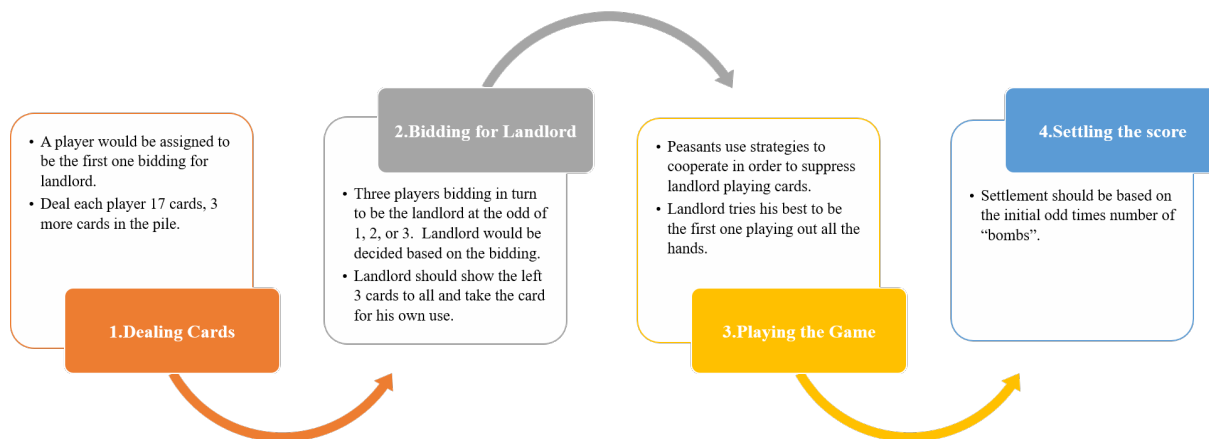 • A player would be assigned to
be the first one bidding for
landlord.
• Deal each player 17 cards, 3
more cards in the pile.
1.Dealing Cards
2.Bidding for Landlord
• Three players bidding in turn
to be the landlord at the odd of
1, 2, or 3.  Landlord would be
decided based on the bidding.
• Landlord should show the left
3 cards to all and take the card
for his own use.
• Peasants use strategies to
cooperate in order to suppress
landlord playing cards.
• Landlord tries his best to be
the first one playing out all the
hands.
3.Playing the Game
4.Settling the score
• Settlement should be based on
the initial odd times number of
“bombs”.